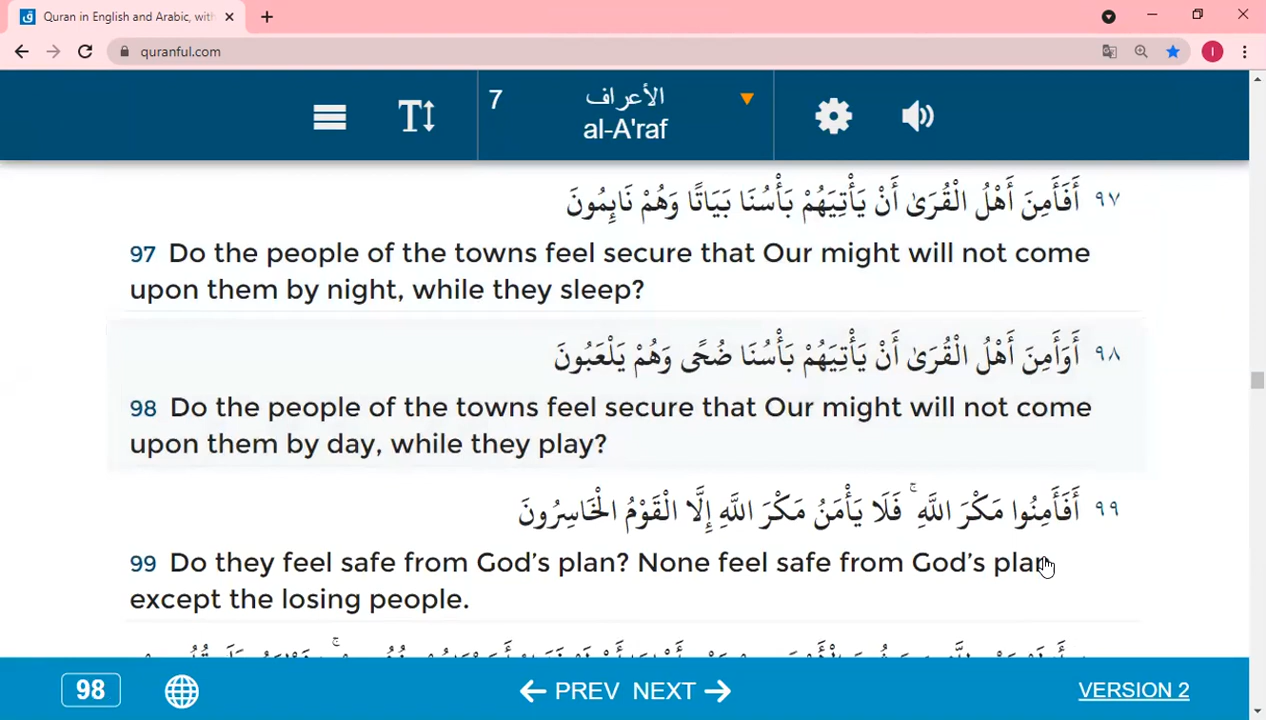 Quran in English and Arabic, with
quranful.com
I
7
الأعراف
al-A'raf
٩٧ أَفَأَمِنَ أَهْلُ الْقُرَىٰ أَنْ يَأْتِيَهُمْ بَأْسُنَا بَيَاتًا وَهُمْ نَائِمُونَ
97 Do the people of the towns feel secure that Our might will not come
upon them by night, while they sleep?
٩٨ أَوَأَمِنَ أَهْلُ الْقُرَىٰ أَنْ يَأْتِيَهُمْ بَأْسُنَا ضُحًى وَهُمْ يَلْعَبُونَ
98 Do the people of the towns feel secure that Our might will not come
upon them by day, while they play?
٩٩ أَفَأَمِنُوا مَكْرَ اللَّهِ ۚ فَلَا يَأْمَنُ مَكْرَ اللَّهِ إِلَّا الْقَوْمُ الْخَاسِرُونَ
99 Do they feel safe from God’s plan? None feel safe from God’s plan
except the losing people.
98
PREV NEXT
VERSION 2